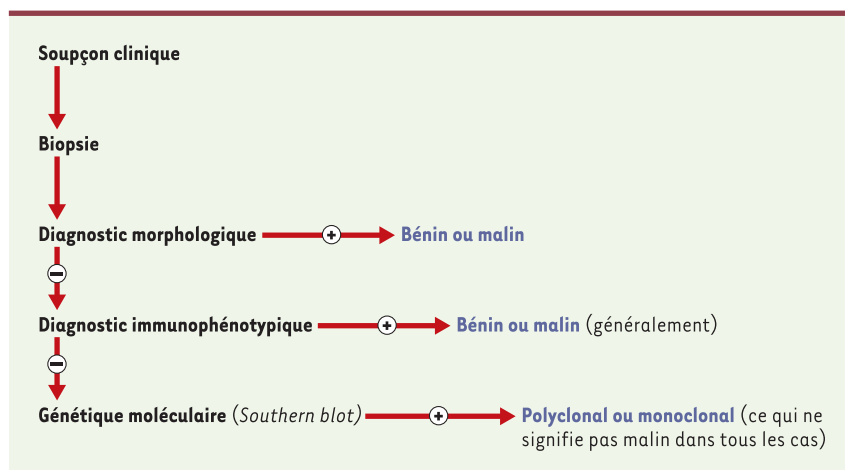 Soupçon clinique
Biopsie
Diagnostic morphologique + Bénin ou malin
−
Diagnostic immunophénotypique + Bénin ou malin (généralement)
−
Génétique moléculaire (Southern blot) + Polyclonal ou monoclonal (ce qui ne
signifie pas malin dans tous les cas)